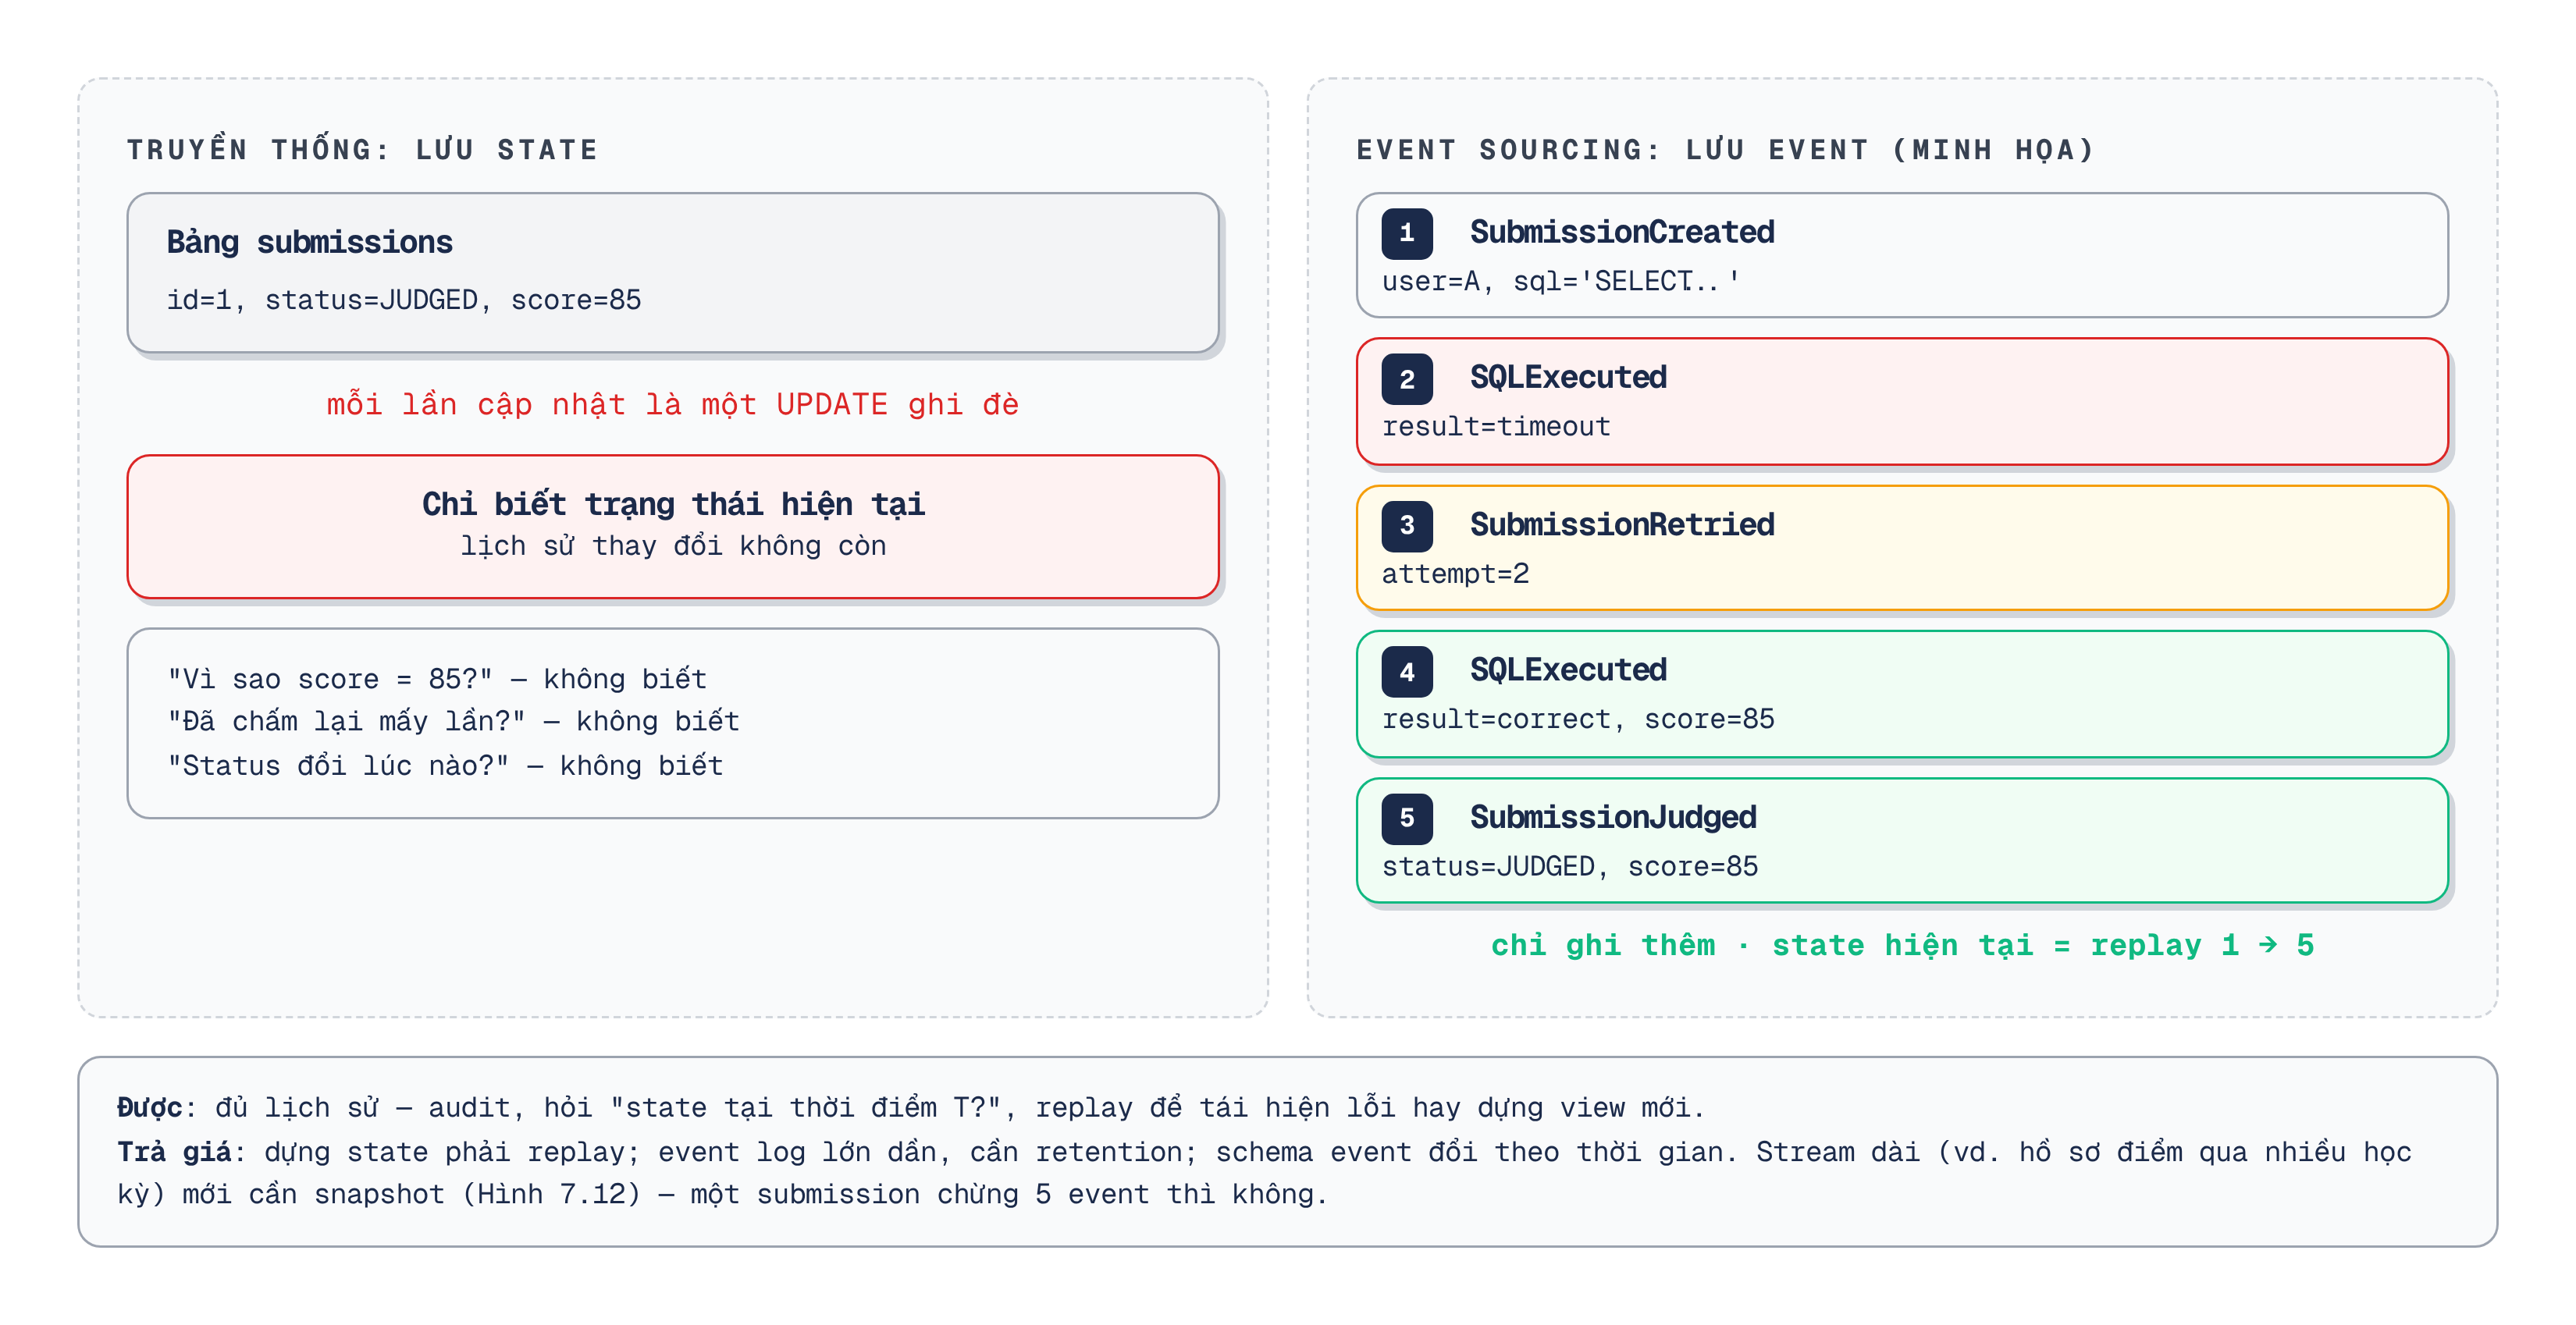 TRUYỀN THỐNG: LƯU STATE
Bảng submissions
id=1, status=JUDGED, score=85
mỗi lần cập nhật là một UPDATE ghi đè
Chỉ biết trạng thái hiện tại
lịch sử thay đổi không còn
"Vì sao score = 85?" — không biết
"Đã chấm lại mấy lần?" — không biết
"Status đổi lúc nào?" — không biết
EVENT SOURCING: LƯU EVENT (MINH HỌA)
1 SubmissionCreated
user=A, sql='SELECT...'
2 SQLExecuted
result=timeout
3 SubmissionRetried
attempt=2
4 SQLExecuted
result=correct, score=85
5 SubmissionJudged
status=JUDGED, score=85
chỉ ghi thêm · state hiện tại = replay 1 → 5
Được: đủ lịch sử — audit, hỏi "state tại thời điểm T?", replay để tái hiện lỗi hay dựng view mới.
Trả giá: dựng state phải replay; event log lớn dần, cần retention; schema event đổi theo thời gian. Stream dài (vd. hồ sơ điểm qua nhiều học
kỳ) mới cần snapshot (Hình 7.12) — một submission chừng 5 event thì không.